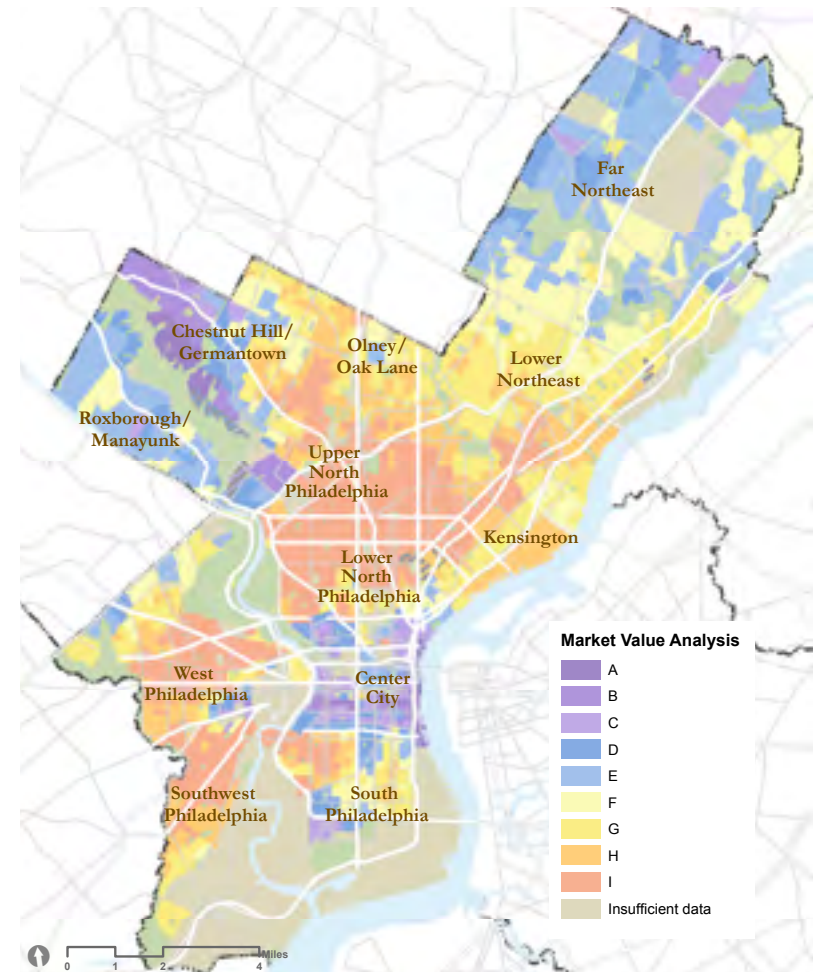 Far
Northeast
Chestnut Hill/
Germantown
Olney/
Oak Lane
Lower
Northeast
Roxborough/
Manayunk
Upper
North
Philadelphia
Kensington
Lower
North
Philadelphia
West
Philadelphia
Center
City
Southwest
Philadelphia
South
Philadelphia
Market Value Analysis
A
B
C
D
E
F
G
H
I
Insufficient data
Miles
0 1 2 4